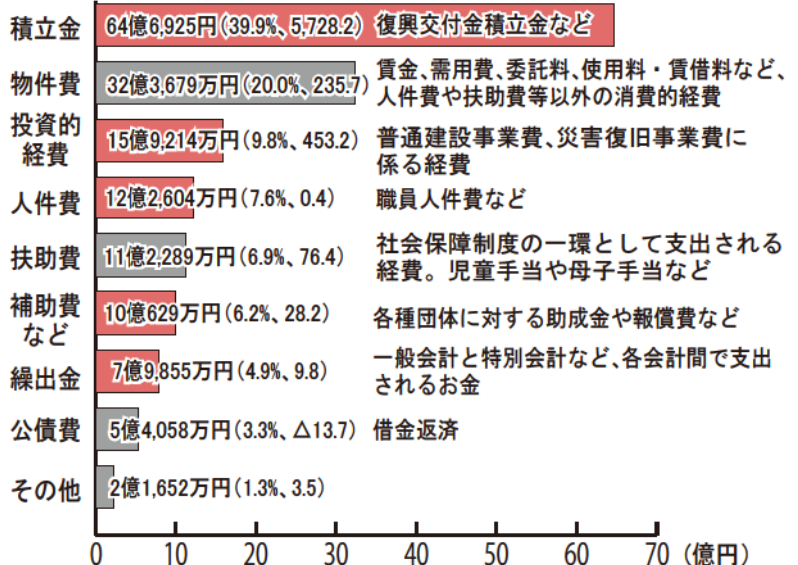 積立金 64億6,925円(39.9%、5,728.2) 復興交付金積立金など
物件費 32億3,679万円(20.0%、235.7) 賃金、需用費、委託料、使用料・賃借料など、
人件費や扶助費等以外の消費的経費
投資的
経費 15億9,214万円(9.8%、453.2) 普通建設事業費、災害復旧事業費に
係る経費
人件費 12億2,604万円(7.6%、0.4) 職員人件費など
扶助費 11億2,289万円(6.9%、76.4) 社会保障制度の一環として支出される
経費。児童手当や母子手当など
補助費
など 10億629万円(6.2%、28.2) 各種団体に対する助成金や報償費など
繰出金 7億9,855万円(4.9%、9.8) 一般会計と特別会計など、各会計間で支出
されるお金
公債費 5億4,058万円(3.3%、△13.7) 借金返済
その他 2億1,652万円(1.3%、3.5)
0 10 20 30 40 50 60 70 (億円)